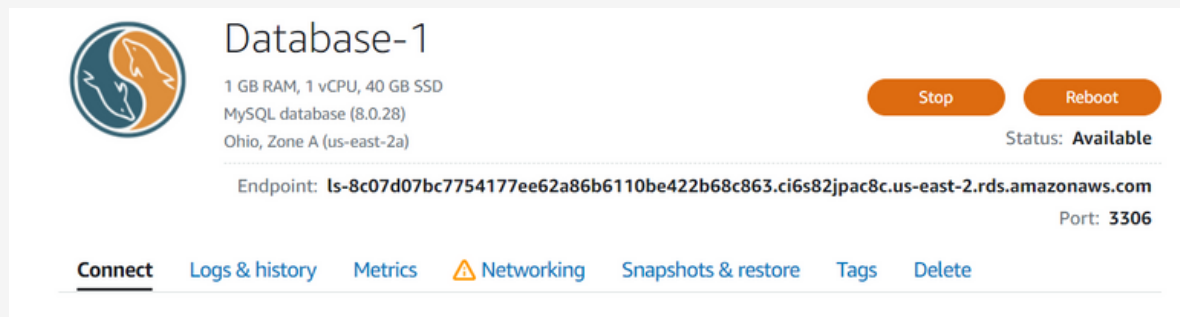 Database-1
1 GB RAM, 1 vCPU, 40 GB SSD
MySQL database (8.0.28)
Ohio, Zone A (us-east-2a)
Stop
Reboot
Status: Available
Endpoint: ls-8c07d07bc7754177ee62a86b6110be422b68c863.ci6s82jpac8c.us-east-2.rds.amazonaws.com
Port: 3306
Connect Logs & history Metrics Networking Snapshots & restore Tags Delete